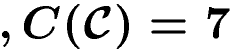 , C(𝓒) = 7